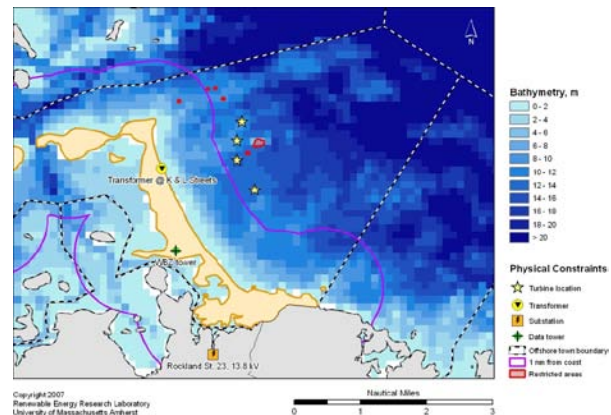 N
Transformer @ K & L Streets
tower
Rockland St. 23, 13.8 kV
Bathymetry, m
0 - 2
2 - 4
4 - 6
6 - 8
8 - 10
10 - 12
12 - 14
14 - 16
16 - 18
18 - 20
> 20
Physical Constraints
Turbine location
Transformer
Substation
Data tower
Offshore town boundary
1 nm from coast
Restricted areas
Copyright 2007
Renewable Energy Research Laboratory
University of Massachusetts Amherst
Nautical Miles
0 1 2 3